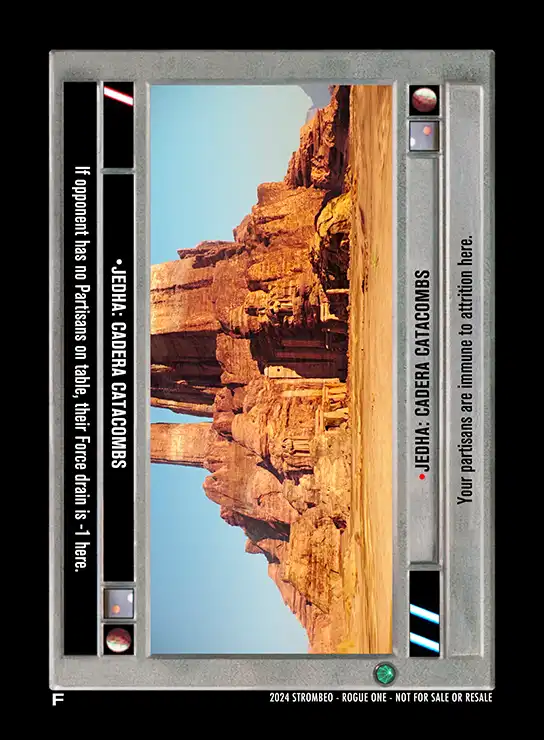 Your partisans are immune to attrition here.
•JEDHA: CADERA CATACOMBS
•JEDHA: CADERA CATACOMBS
If opponent has no Partisans on table, their Force drain is -1 here.
F
2024 STROMBEO - ROGUE ONE - NOT FOR SALE OR RESALE